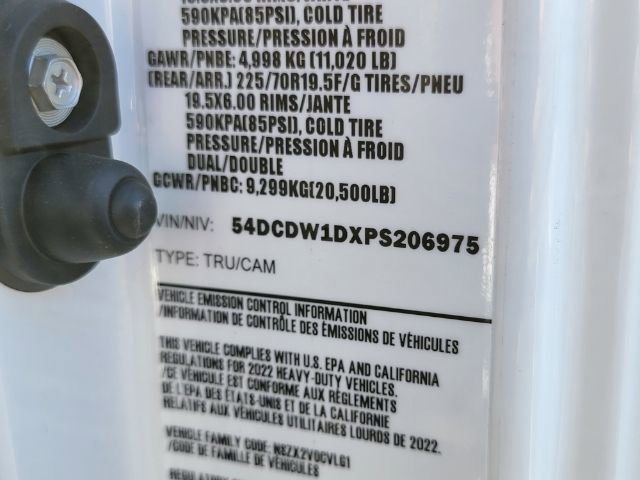 590KPA(85PSI), COLD TIRE
PRESSURE/PRESSION À FROID
GAWR/PNBE: 4,998 KG (11,020 LB)
(REAR/ARR.) 225/70R19.5F/G TIRES/PNEU
19.5X6.00 RIMS/JANTE
590KPA(85PSI), COLD TIRE
PRESSURE/PRESSION À FROID
DUAL/DOUBLE
GCWR/PNBC: 9,299KG(20,500LB)
VIN/NIV: 54DCDW1DXPS206975
TYPE: TRU/CAM
VEHICLE EMISSION CONTROL INFORMATION
/INFORMATION DE CONTRÔLE DES ÉMISSIONS DE VÉHICULES
THIS VEHICLE COMPLIES WITH U.S. EPA AND CALIFORNIA
REGULATIONS FOR 2022 HEAVY-DUTY VEHICLES.
/CE VÉHICULE EST CONFORME AUX RÈGLEMENTS
DE L'EPA DES ÉTATS-UNIS ET DE LA CALIFORNIE
RELATIFS AUX VÉHICULES UTILITAIRES LOURDS DE 2022.
VEHICLE FAMILY CODE: NSZX2VOCVLG1
/CODE DE FAMILLE DE VÉHICULES